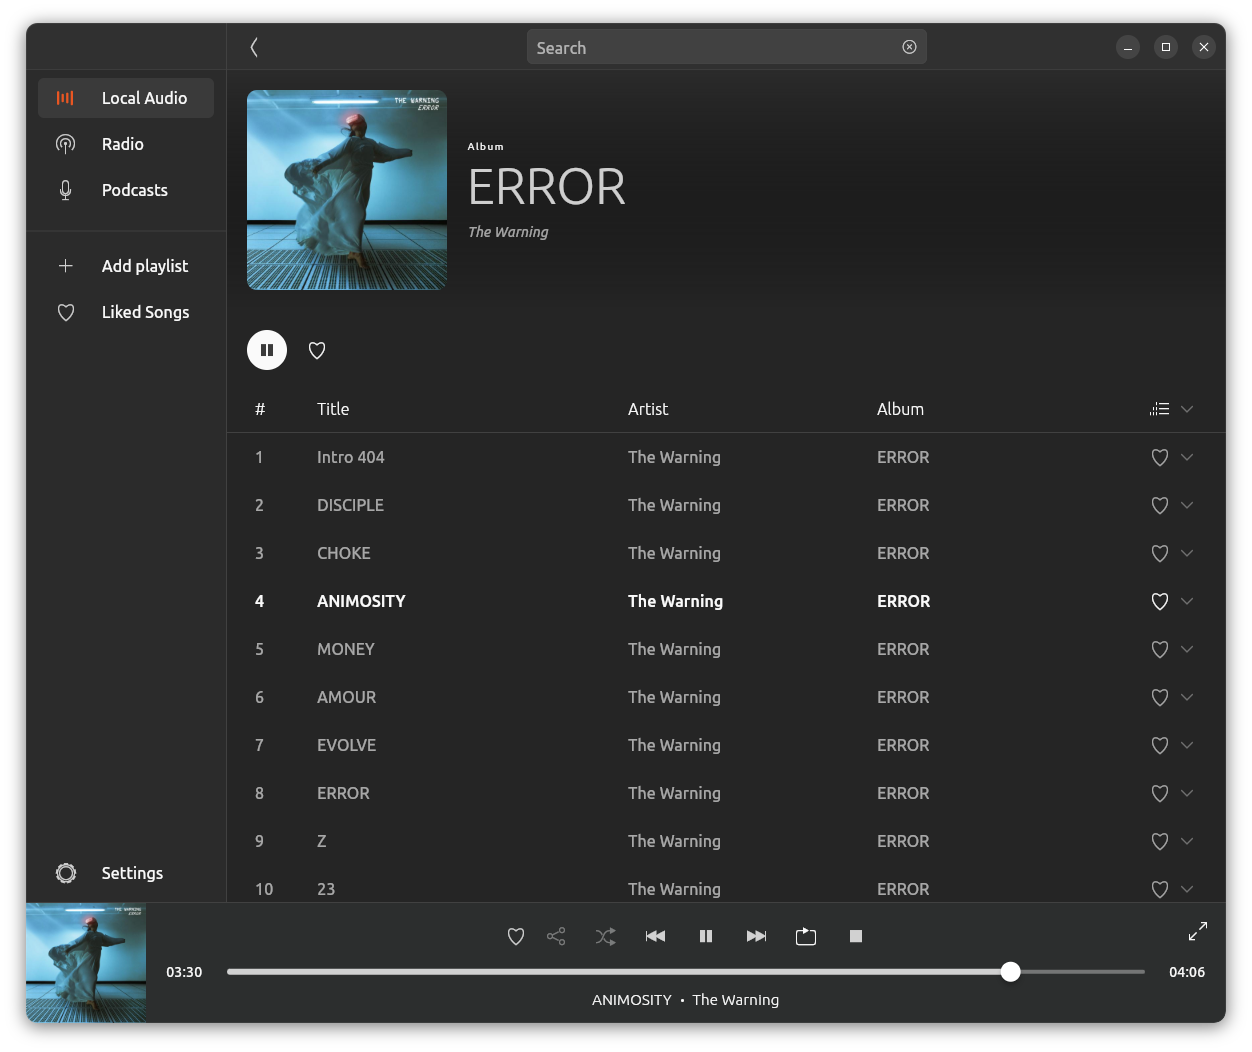 Search
Local Audio
Radio
Podcasts
Add playlist
Liked Songs
Settings
THE WARNING
ERROR
Album
ERROR
The Warning
# Title Artist Album
1 Intro 404 The Warning ERROR
2 DISCIPLE The Warning ERROR
3 CHOKE The Warning ERROR
4 ANIMOSITY The Warning ERROR
5 MONEY The Warning ERROR
6 AMOUR The Warning ERROR
7 EVOLVE The Warning ERROR
8 ERROR The Warning ERROR
9 Z The Warning ERROR
10 23 The Warning ERROR
THE WARNING
ERROR
03:30 04:06
ANIMOSITY • The Warning